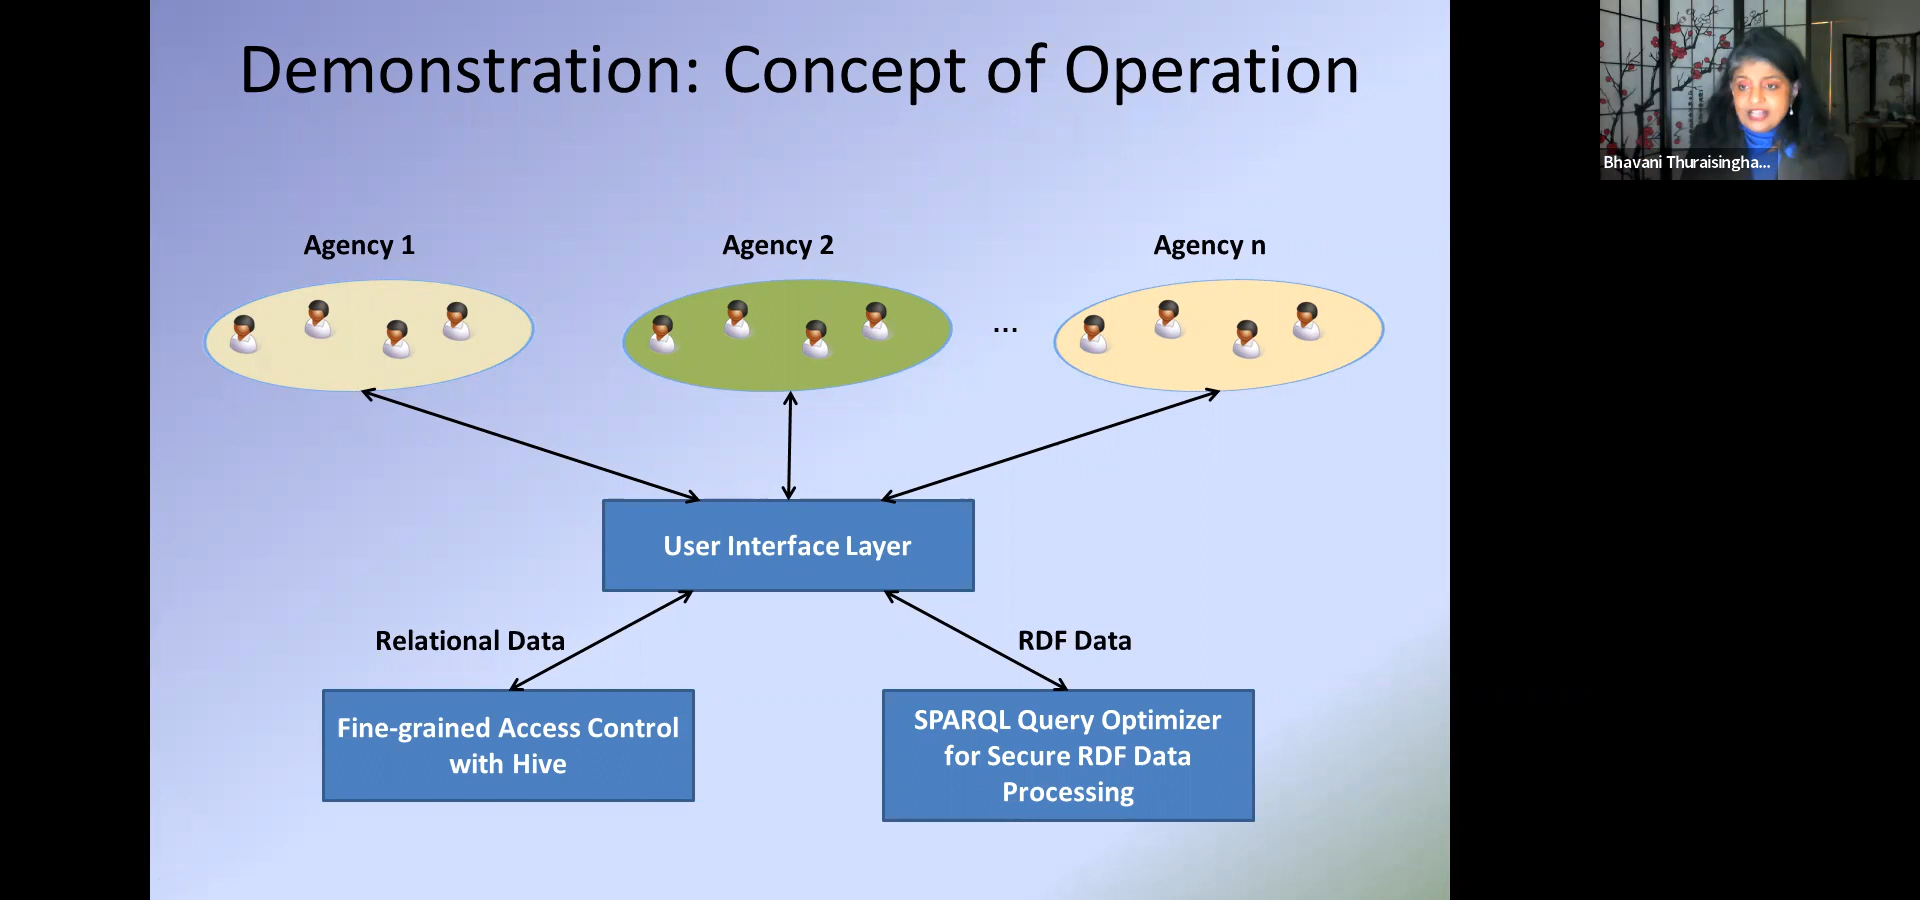 Demonstration: Concept of Operation
Bhavani Thuraisingha...
Agency 1
Agency 2
Agency n
...
User Interface Layer
Relational Data
RDF Data
Fine-grained Access Control
with Hive
SPARQL Query Optimizer
for Secure RDF Data
Processing